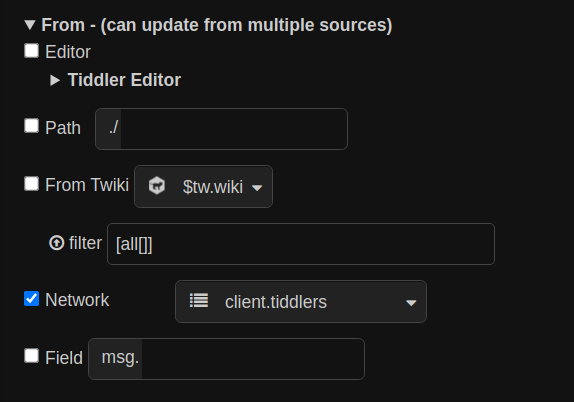 ▼ From - (can update from multiple sources)
Editor
▶ Tiddler Editor
Path ./
From Twiki $tw.wiki
filter [all[]]
Network client.tiddlers
Field msg.